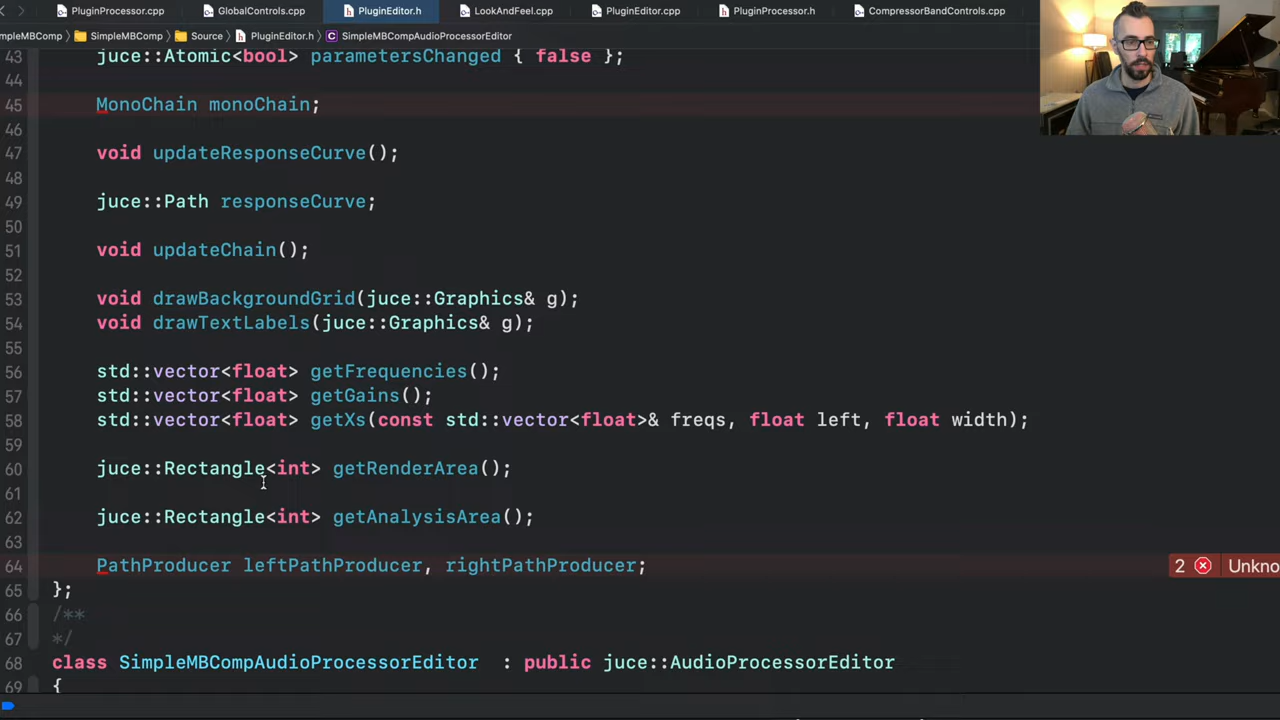 PluginProcessor.cpp GlobalControls.cpp PluginEditor.h LookAndFeel.cpp PluginEditor.cpp PluginProcessor.h CompressorBandControls.cpp
mpleMBComp SimpleMBComp Source PluginEditor.h SimpleMBCompAudioProcessorEditor
43 juce::Atomic<bool> parametersChanged { false };
44
45 MonoChain monoChain;
46
47 void updateResponseCurve();
48
49 juce::Path responseCurve;
50
51 void updateChain();
52
53 void drawBackgroundGrid(juce::Graphics& g);
54 void drawTextLabels(juce::Graphics& g);
55
56 std::vector<float> getFrequencies();
57 std::vector<float> getGains();
58 std::vector<float> getXs(const std::vector<float>& freqs, float left, float width);
59
60 juce::Rectangle<int> getRenderArea();
61
62 juce::Rectangle<int> getAnalysisArea();
63
64 PathProducer leftPathProducer, rightPathProducer; 2 Unkno
65 };
66 /**
67 */
68 class SimpleMBCompAudioProcessorEditor : public juce::AudioProcessorEditor
69 {